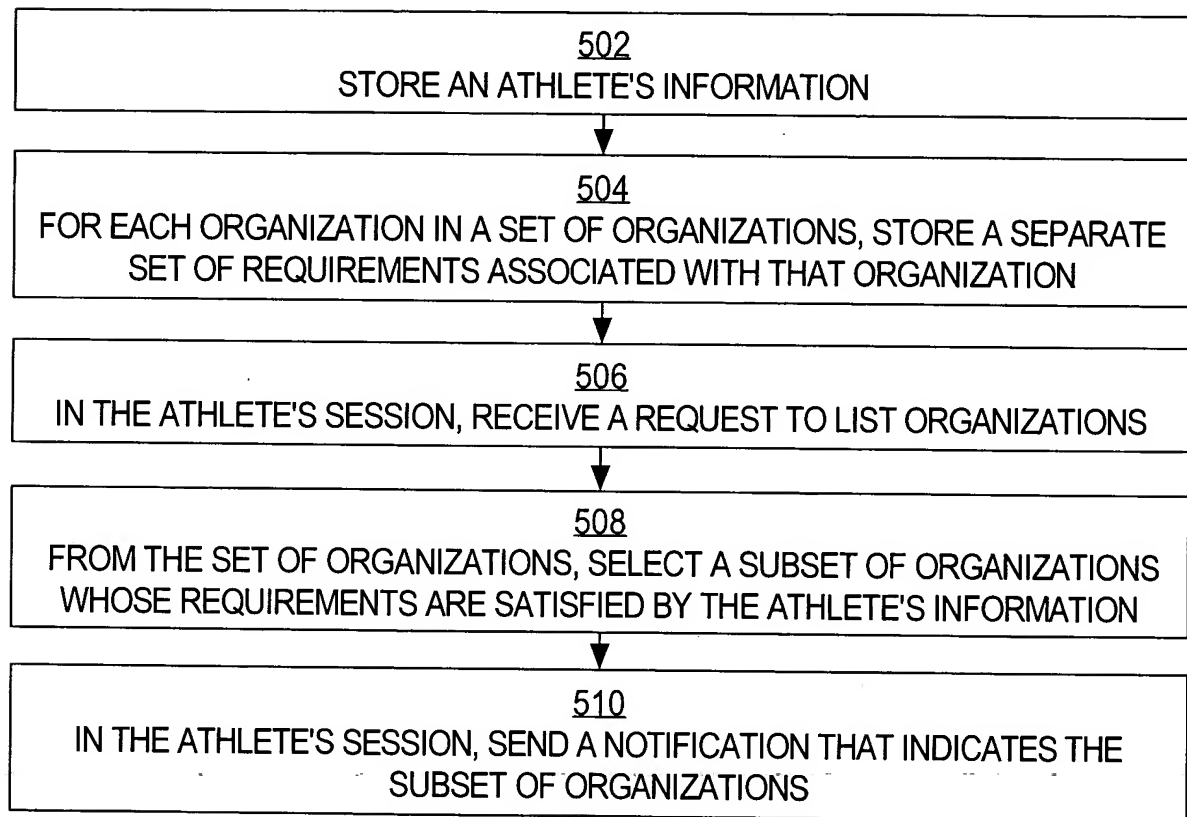 502
STORE AN ATHLETE'S INFORMATION
504
FOR EACH ORGANIZATION IN A SET OF ORGANIZATIONS, STORE A SEPARATE
SET OF REQUIREMENTS ASSOCIATED WITH THAT ORGANIZATION
506
IN THE ATHLETE'S SESSION, RECEIVE A REQUEST TO LIST ORGANIZATIONS
508
FROM THE SET OF ORGANIZATIONS, SELECT A SUBSET OF ORGANIZATIONS
WHOSE REQUIREMENTS ARE SATISFIED BY THE ATHLETE'S INFORMATION
510
IN THE ATHLETE'S SESSION, SEND A NOTIFICATION THAT INDICATES THE
SUBSET OF ORGANIZATIONS